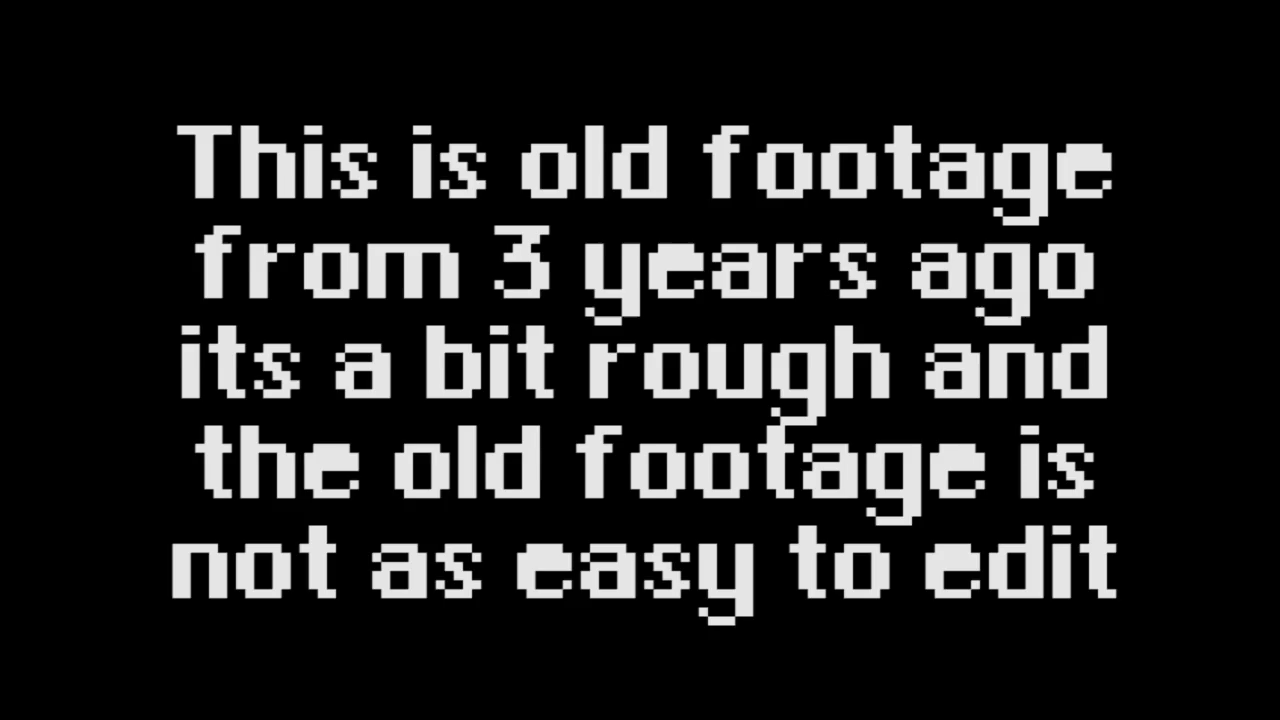 This is old footage
from 3 years ago
its a bit rough and
the old footage is
not as easy to edit